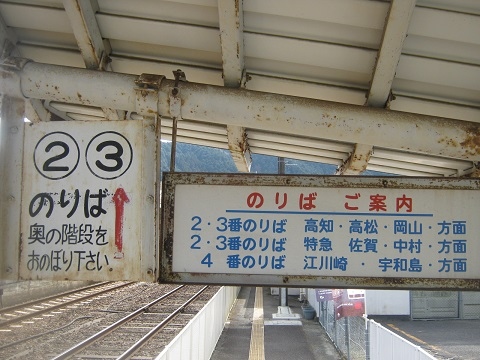 ②③
のりば
奥の階段を
おのぼり下さい
のりば ご案内
2・3番のりば 高知・高松・岡山・方面
2・3番のりば 特急 佐賀・中村・方面
4 番のりば 江川崎・宇和島・方面